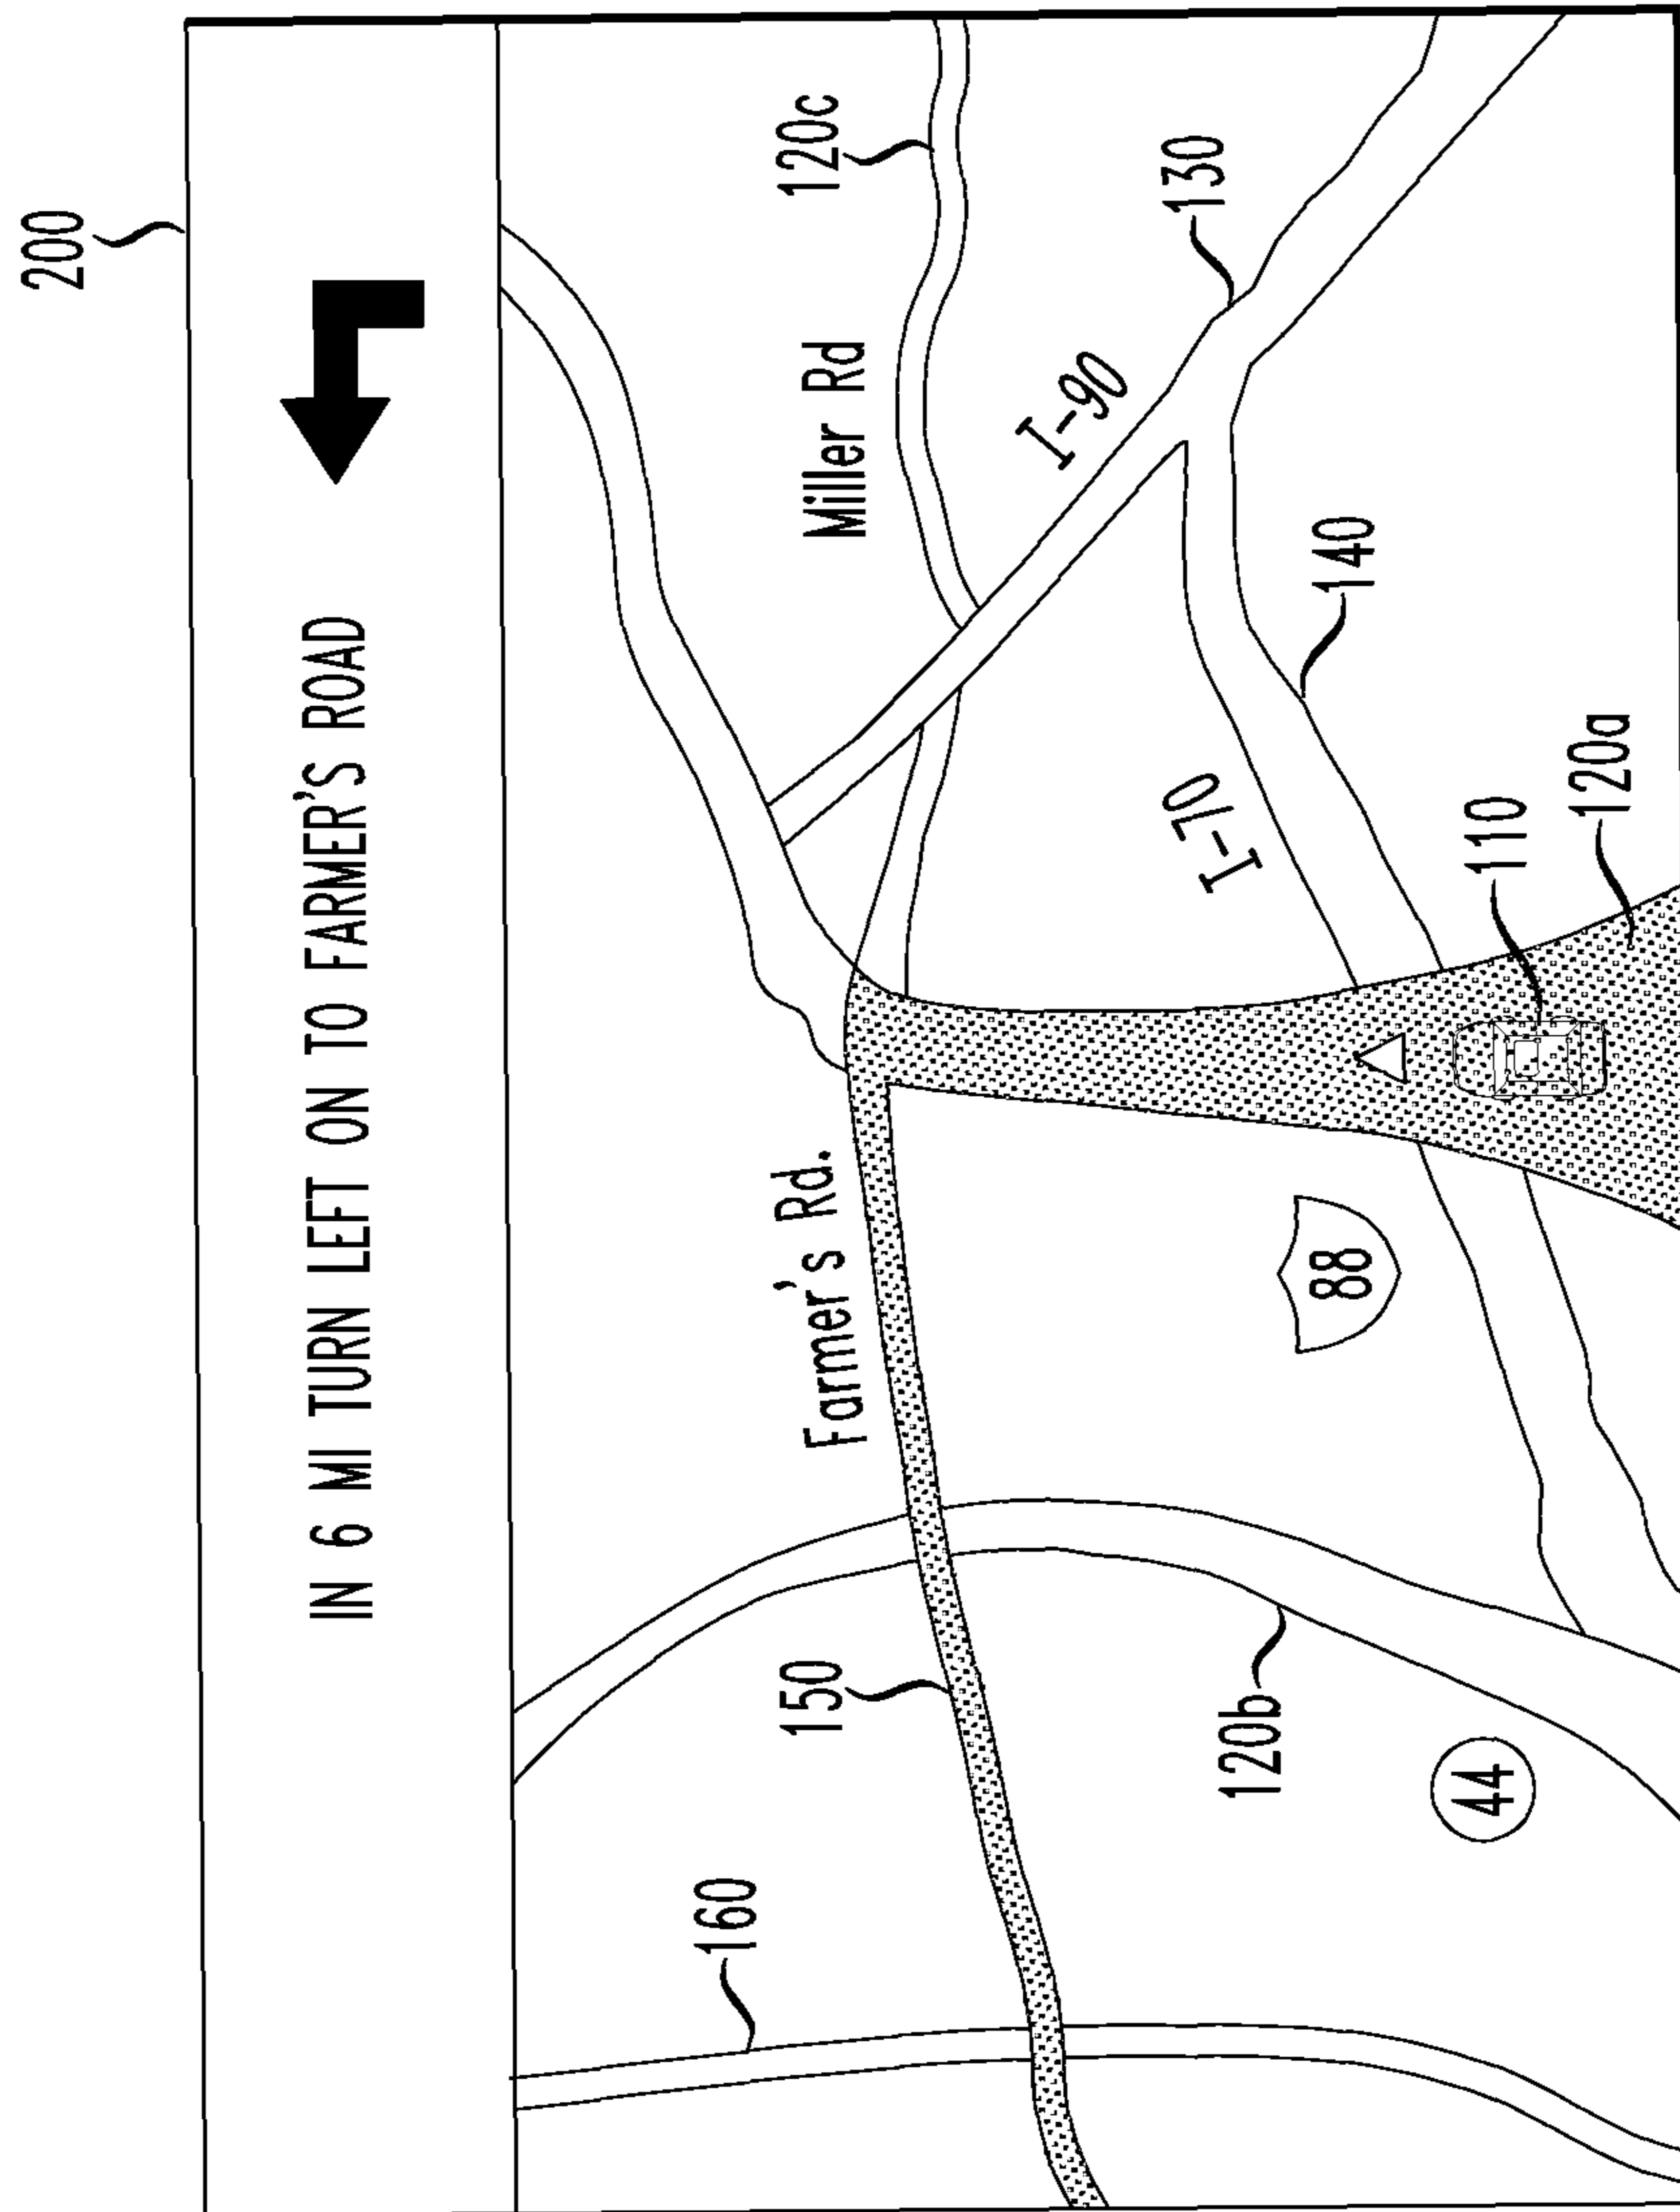 200
IN 6 MI TURN LEFT ON TO FARMER'S ROAD
160
150
Farmer's Rd.
Miller Rd
120c
I-90
130
120b
88
I-70
140
44
110
120a